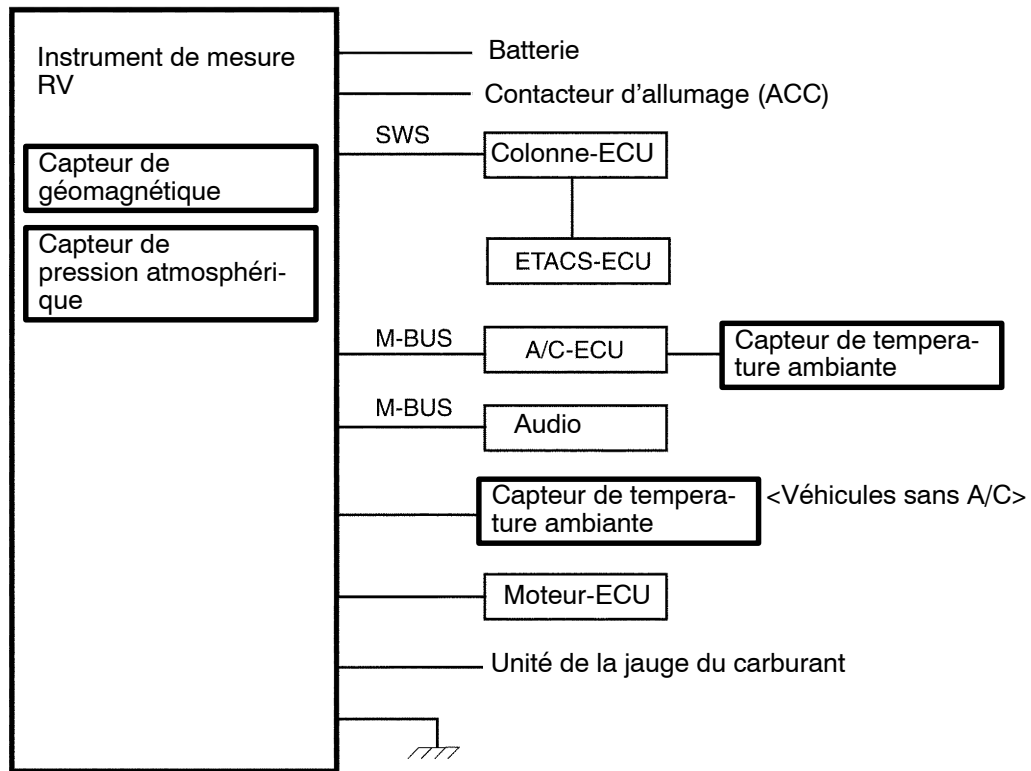 Instrument de mesure
RV
Batterie
Contacteur d'allumage (ACC)
SWS
Colonne-ECU
Capteur de
géomagnétique
ETACS-ECU
Capteur de
pression atmosphéri-
que
M-BUS
A/C-ECU
Capteur de tempera-
ture ambiante
M-BUS
Audio
Capteur de tempera-
ture ambiante
<Véhicules sans A/C>
Moteur-ECU
Unité de la jauge du carburant